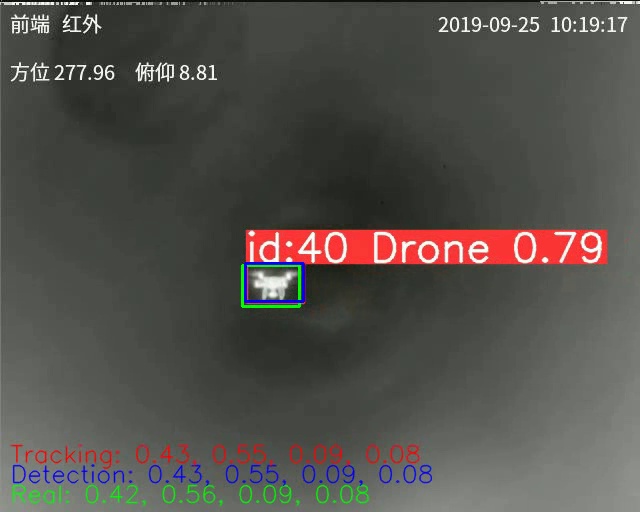 前端 红外 2019-09-25 10:19:17
方位 277.96 俯仰 8.81
id:40 Drone 0.79
Tracking: 0.43, 0.55, 0.09, 0.08
Detection: 0.43, 0.55, 0.09, 0.08
Real: 0.42, 0.56, 0.09, 0.08